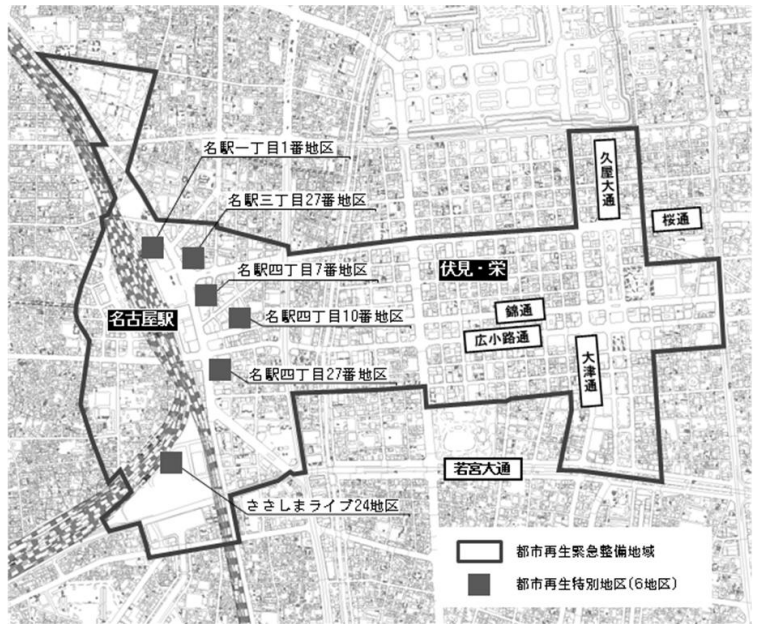 名駅一丁目1番地区
名駅三丁目27番地区
久屋大通
桜通
名駅四丁目7番地区
伏見・栄
名古屋駅
名駅四丁目10番地区
錦通
広小路通
大津通
名駅四丁目27番地区
若宮大通
ささしまライブ24地区
都市再生緊急整備地域
都市再生特別地区(6地区)